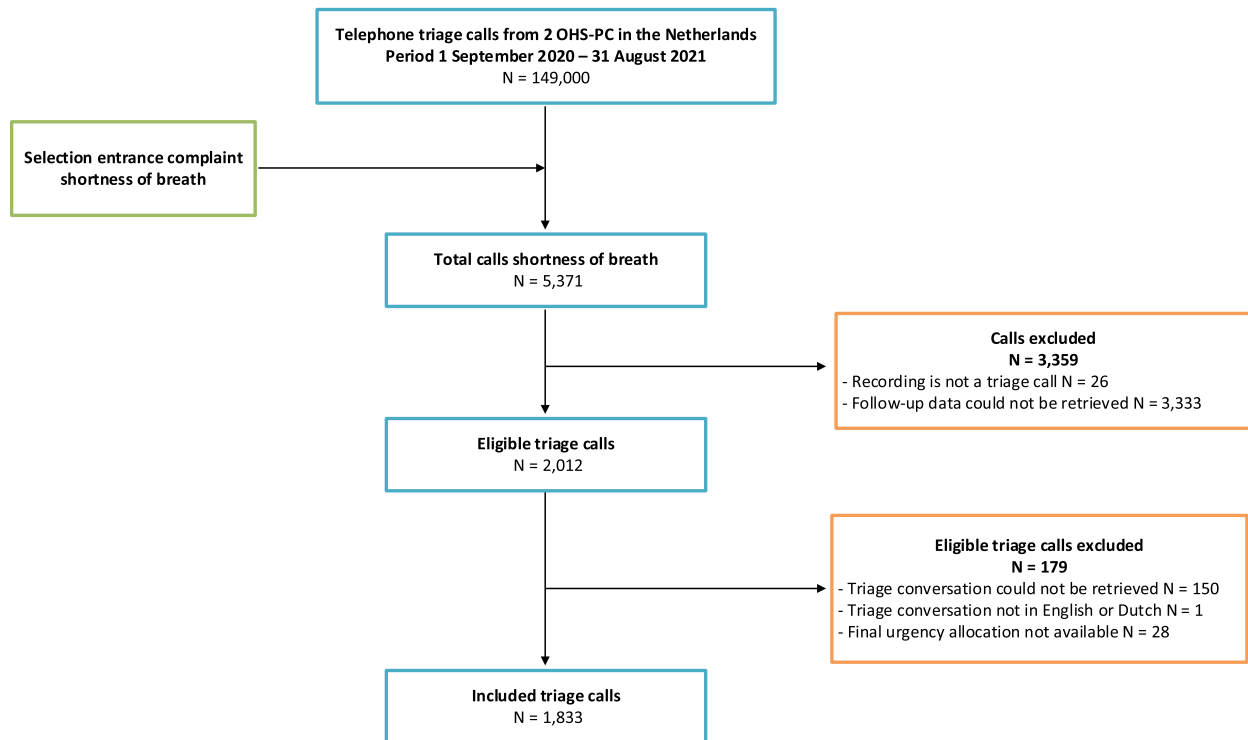 Telephone triage calls from 2 OHS-PC in the Netherlands
Period 1 September 2020 – 31 August 2021
N = 149,000
Selection entrance complaint
shortness of breath
Total calls shortness of breath
N = 5,371
Calls excluded
N = 3,359
- Recording is not a triage call N = 26
- Follow-up data could not be retrieved N = 3,333
Eligible triage calls
N = 2,012
Eligible triage calls excluded
N = 179
- Triage conversation could not be retrieved N = 150
- Triage conversation not in English or Dutch N = 1
- Final urgency allocation not available N = 28
Included triage calls
N = 1,833